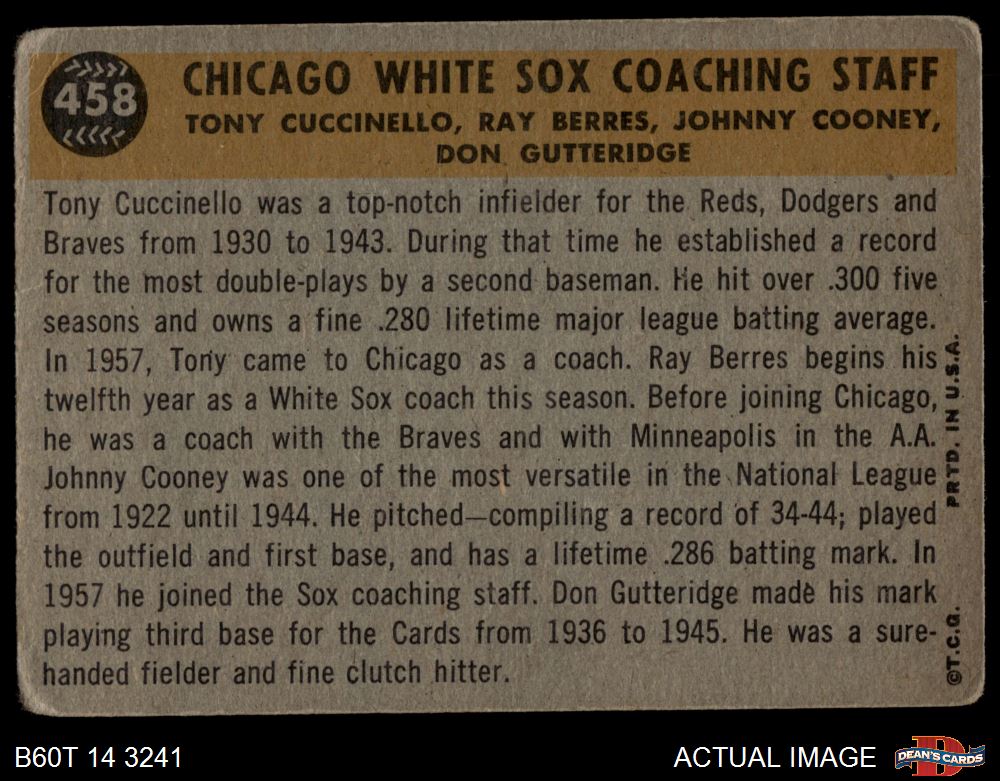 458
CHICAGO WHITE SOX COACHING STAFF
TONY CUCCINELLO, RAY BERRES, JOHNNY COONEY,
DON GUTTERIDGE
Tony Cuccinello was a top-notch infielder for the Reds, Dodgers and
Braves from 1930 to 1943. During that time he established a record
for the most double-plays by a second baseman. He hit over .300 five
seasons and owns a fine .280 lifetime major league batting average.
In 1957, Tony came to Chicago as a coach. Ray Berres begins his
twelfth year as a White Sox coach this season. Before joining Chicago,
he was a coach with the Braves and with Minneapolis in the A.A.
Johnny Cooney was one of the most versatile in the National League
from 1922 until 1944. He pitched—compiling a record of 34-44; played
the outfield and first base, and has a lifetime .286 batting mark. In
1957 he joined the Sox coaching staff. Don Gutteridge made his mark
playing third base for the Cards from 1936 to 1945. He was a sure-
handed fielder and fine clutch hitter.
©T.C.G. PRTD. IN U.S.A.
B60T 14 3241
ACTUAL IMAGE
D
DEAN'S CARDS